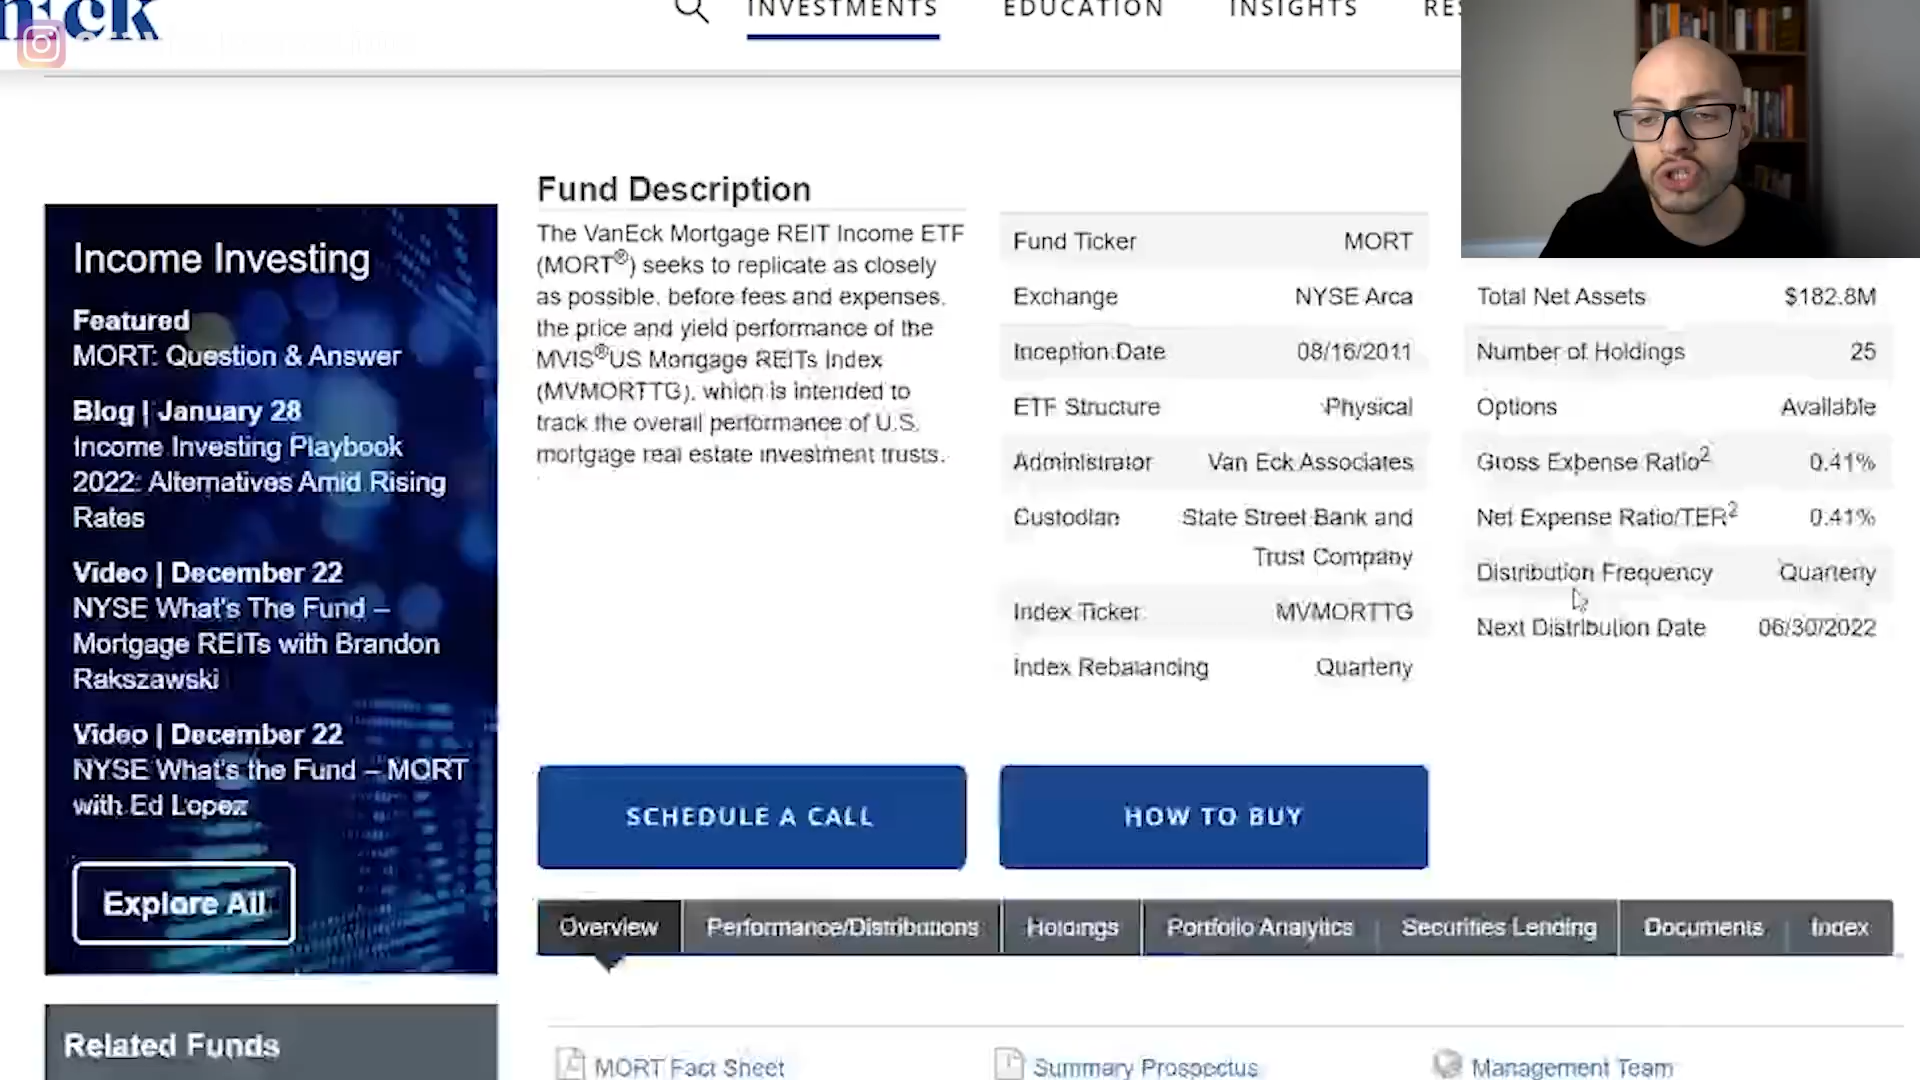 INVESTMENTS
EDUCATION
INSIGHTS
Income Investing
Featured
MORT: Question & Answer
Blog | January 28
Income Investing Playbook
2022: Alternatives Amid Rising
Rates
Video | December 22
NYSE What's The Fund –
Mortgage REITs with Brandon
Rakszawski
Video | December 22
NYSE What's the Fund – MORT
with Ed Lopez
Explore All
Related Funds
Fund Description
The VanEck Mortgage REIT Income ETF
(MORT®) seeks to replicate as closely
as possible, before fees and expenses,
the price and yield performance of the
MVIS®US Mortgage REITs Index
(MVMORTTG), which is intended to
track the overall performance of U.S.
mortgage real estate investment trusts.
Fund Ticker MORT
Exchange NYSE Arca
Inception Date 08/16/2011
ETF Structure Physical
Administrator Van Eck Associates
Custodian State Street Bank and
Trust Company
Index Ticker MVMORTTG
Index Rebalancing Quarterly
Total Net Assets $182.8M
Number of Holdings 25
Options Available
Gross Expense Ratio2 0.41%
Net Expense Ratio/TER2 0.41%
Distribution Frequency Quarterly
Next Distribution Date 06/30/2022
SCHEDULE A CALL
HOW TO BUY
Overview
Performance/Distributions
Holdings
Portfolio Analytics
Securities Lending
Documents
Index
MORT Fact Sheet
Summary Prospectus
Management Team